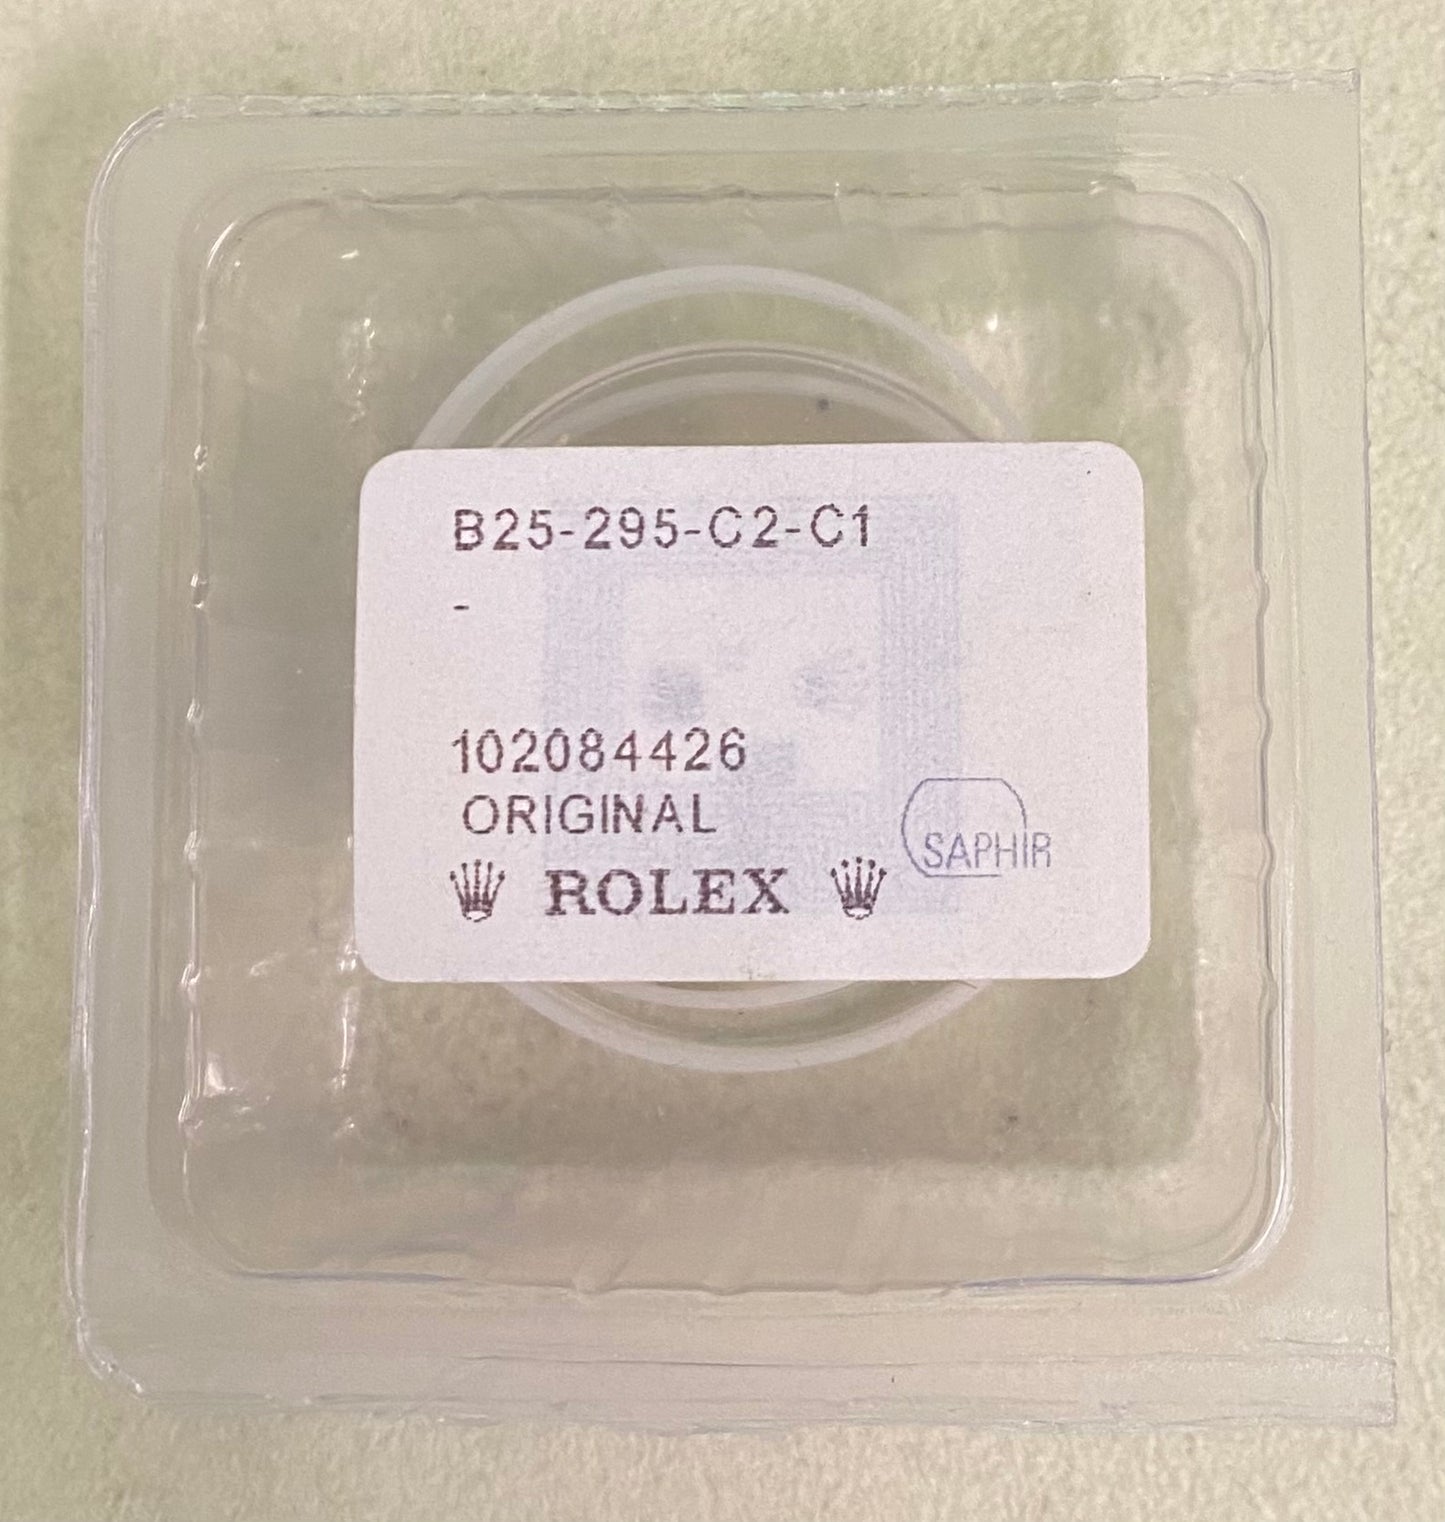 B25-295-C2-C1
-
102084426
ORIGINAL
ROLEX
SAPHIR